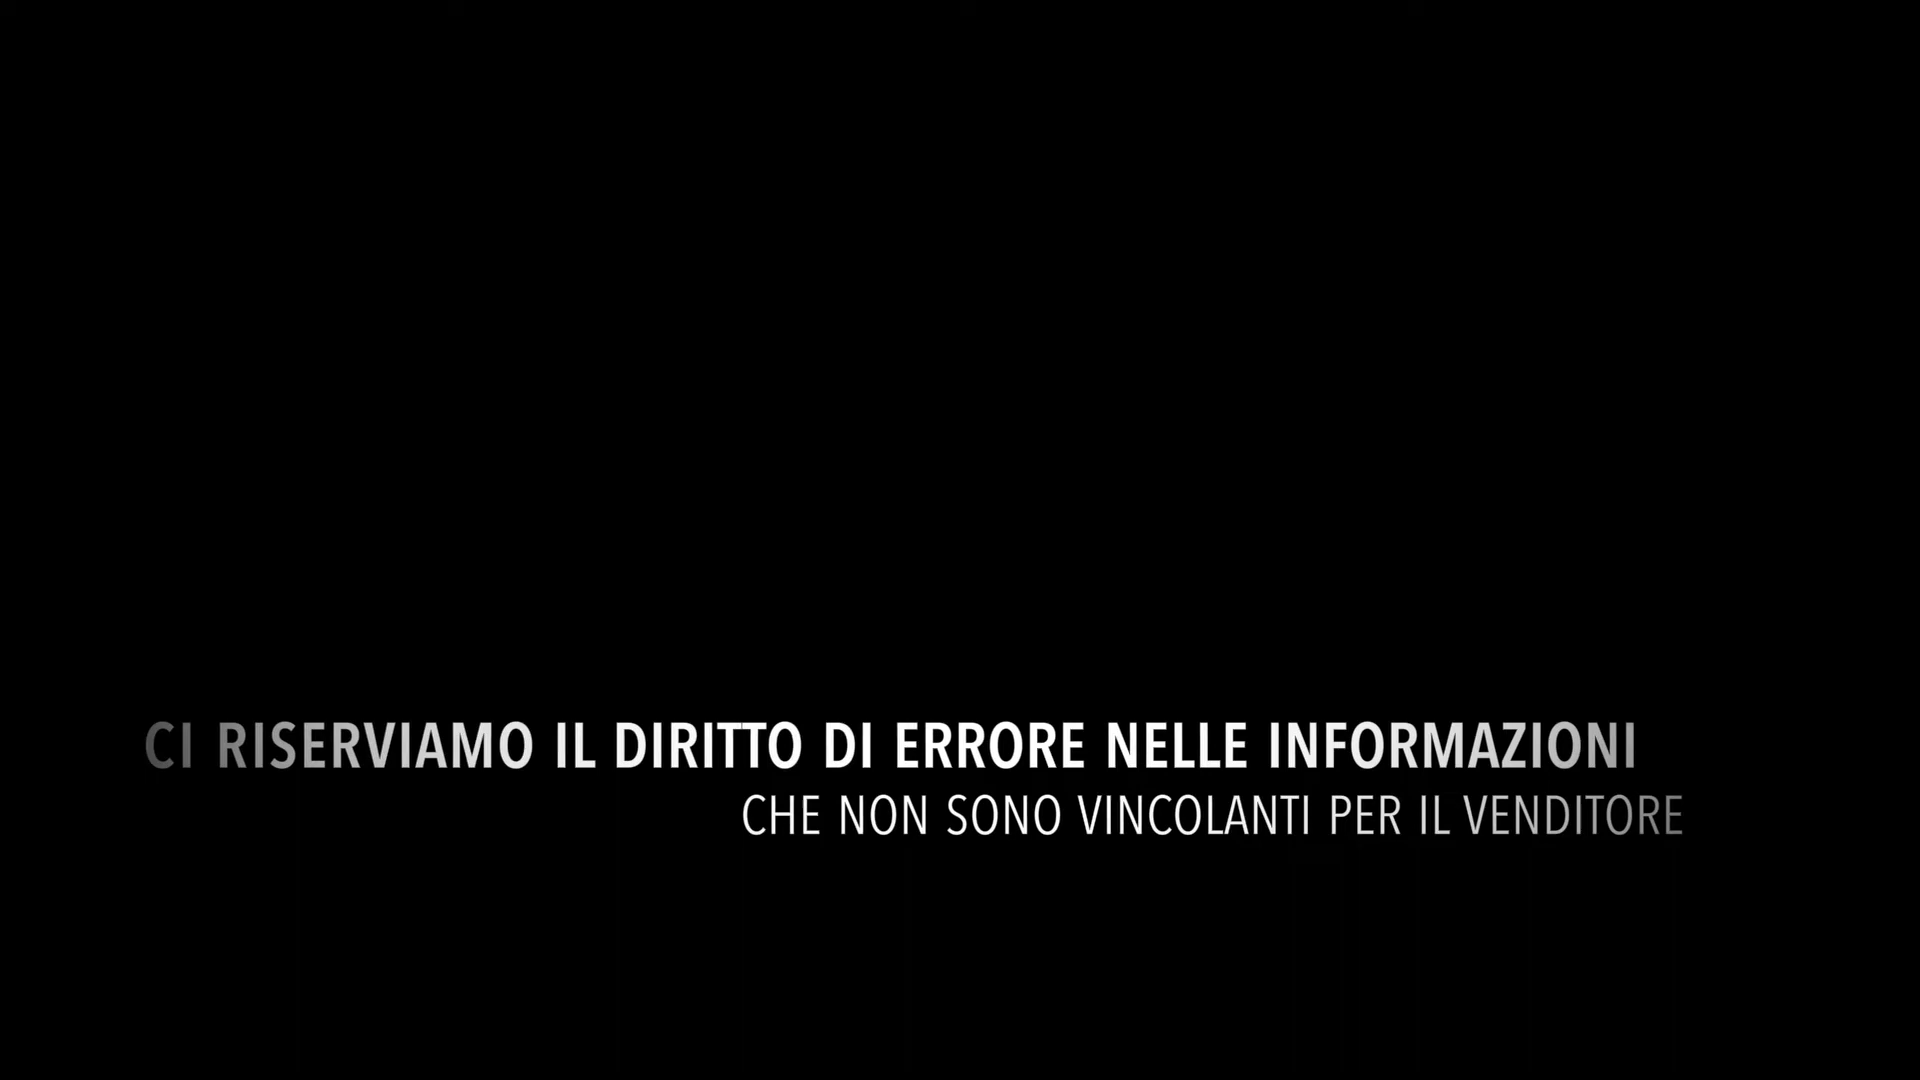 CI RISERVIAMO IL DIRITTO DI ERRORE NELLE INFORMAZIONI
CHE NON SONO VINCOLANTI PER IL VENDITORE